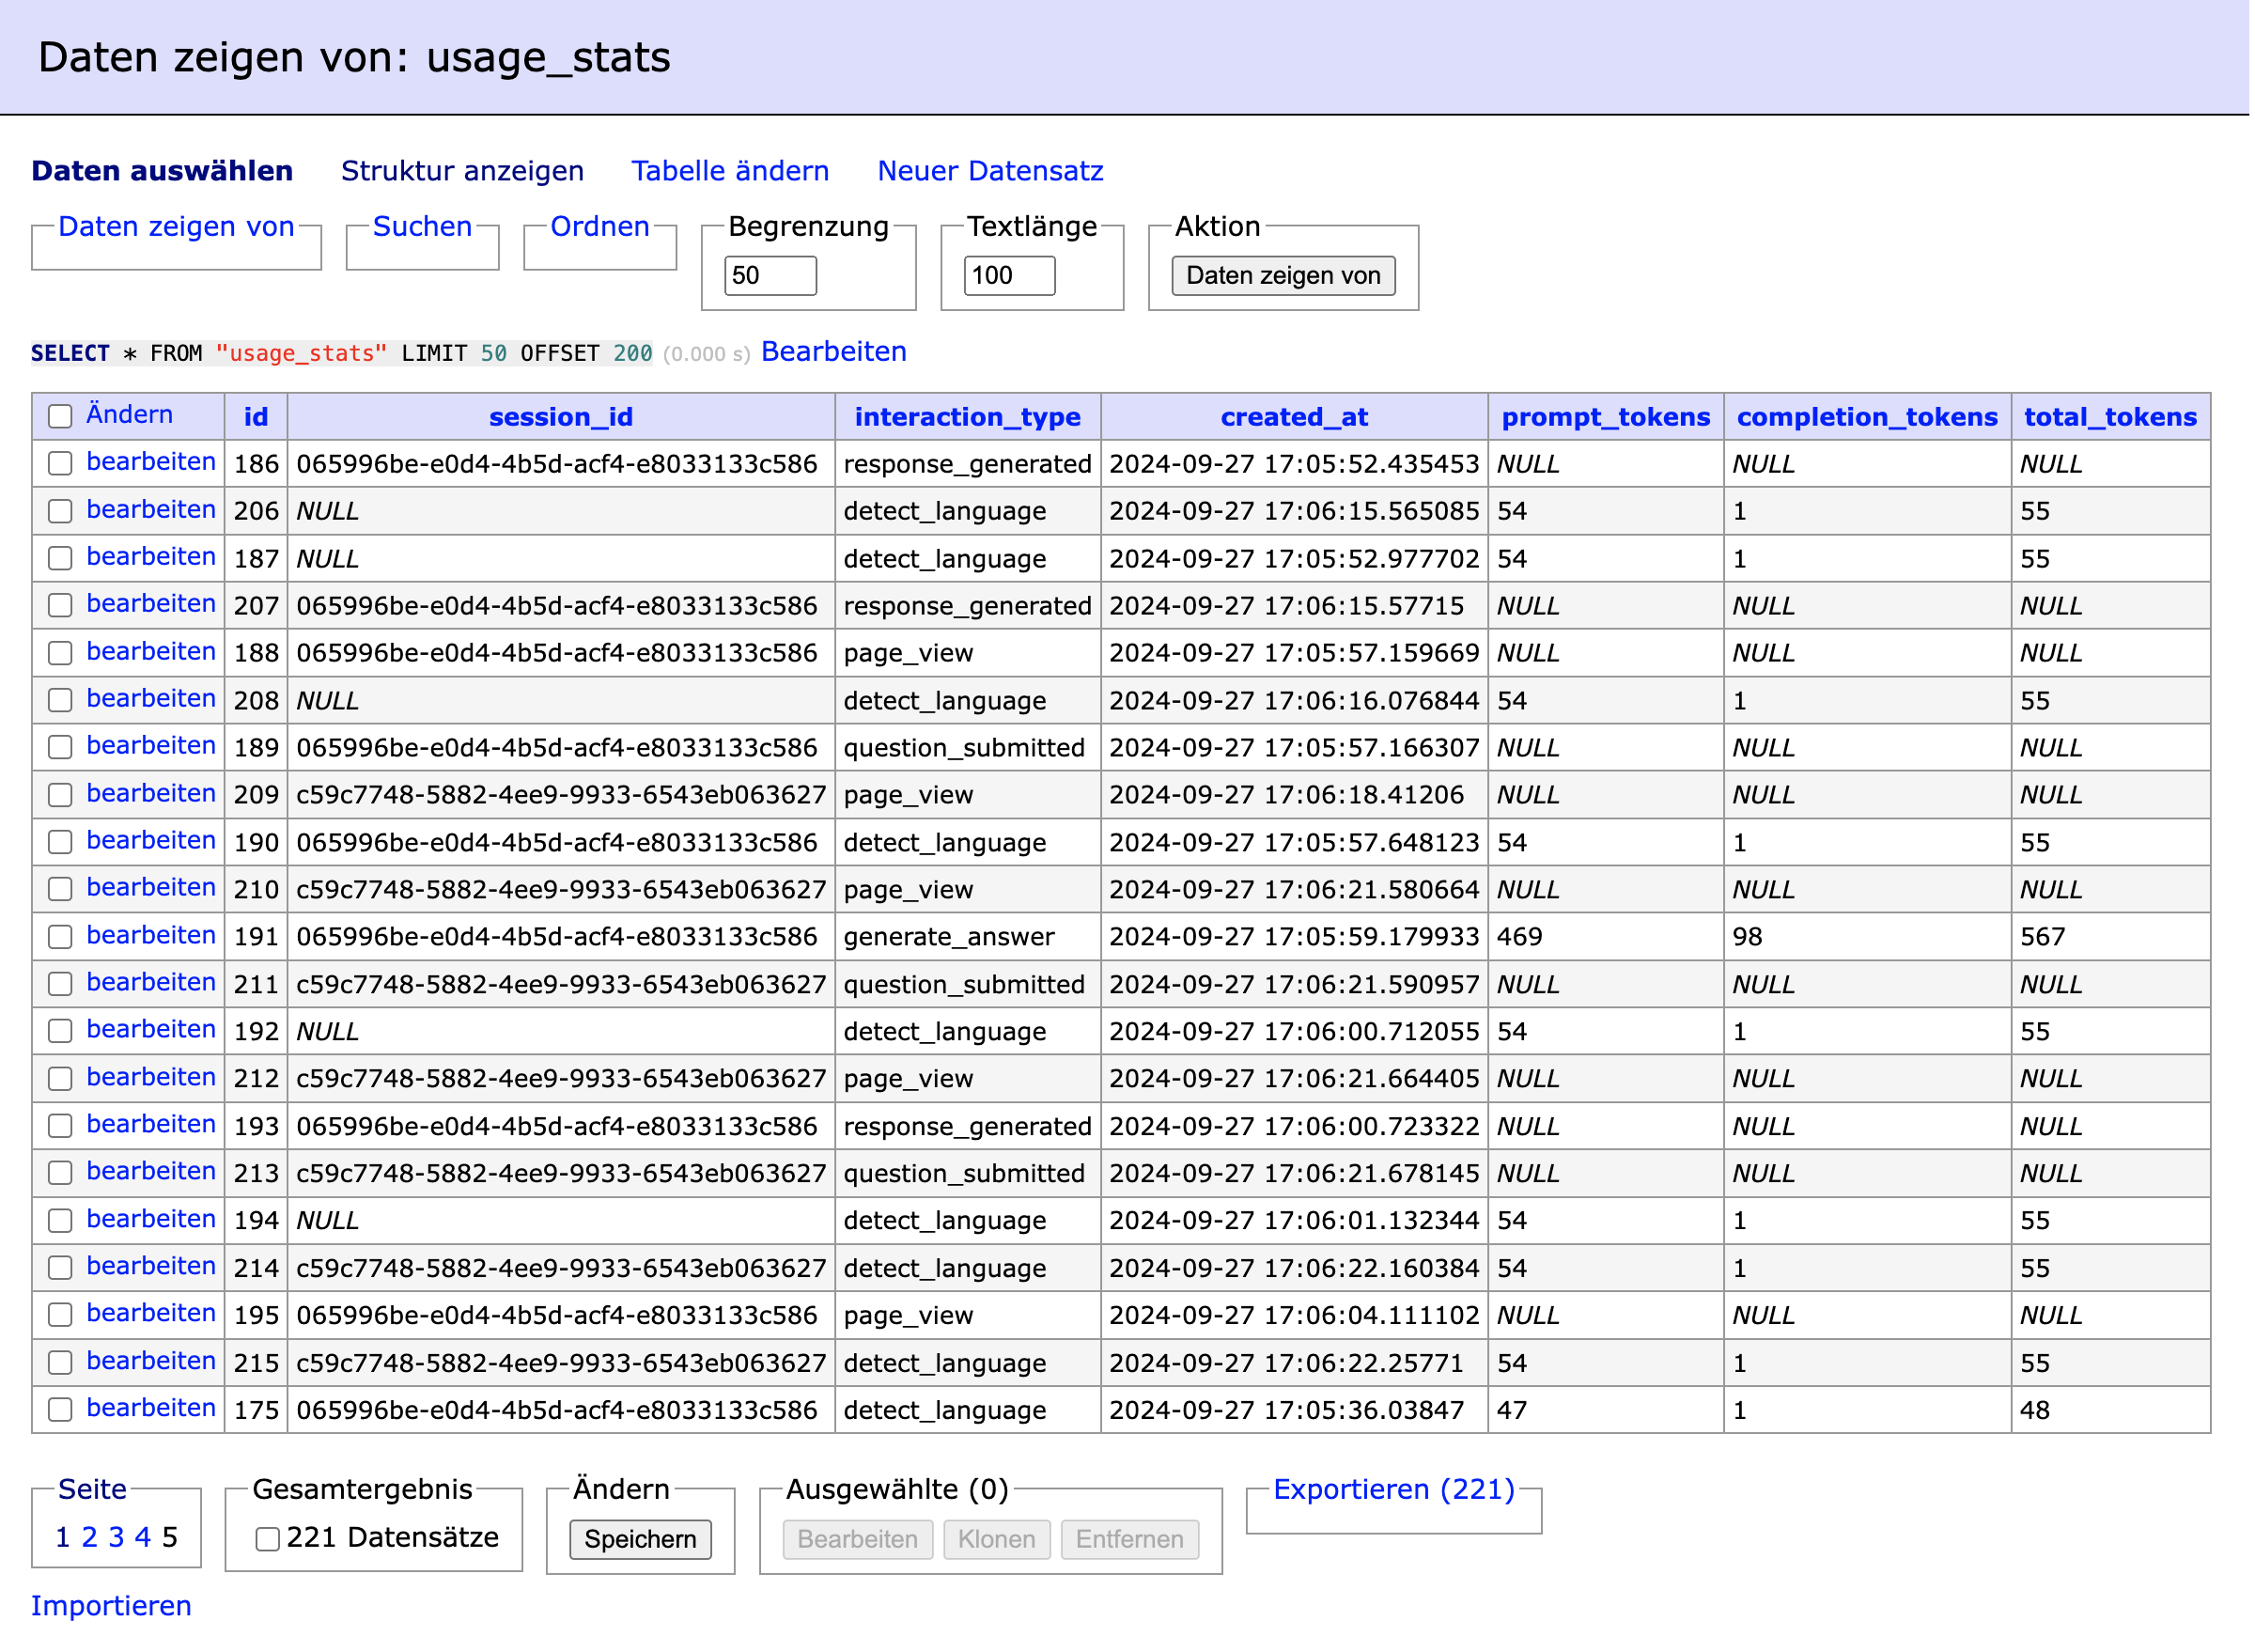 Daten zeigen von: usage_stats
Daten auswählen Struktur anzeigen Tabelle ändern Neuer Datensatz
Daten zeigen von Suchen Ordnen Begrenzung Textlänge Aktion
50 100 Daten zeigen von
SELECT * FROM "usage_stats" LIMIT 50 OFFSET 200 (0.000 s) Bearbeiten
Ändern id session_id interaction_type created_at prompt_tokens completion_tokens total_tokens
bearbeiten 186 065996be-e0d4-4b5d-acf4-e8033133c586 response_generated 2024-09-27 17:05:52.435453 NULL NULL NULL
bearbeiten 206 NULL detect_language 2024-09-27 17:06:15.565085 54 1 55
bearbeiten 187 NULL detect_language 2024-09-27 17:05:52.977702 54 1 55
bearbeiten 207 065996be-e0d4-4b5d-acf4-e8033133c586 response_generated 2024-09-27 17:06:15.57715 NULL NULL NULL
bearbeiten 188 065996be-e0d4-4b5d-acf4-e8033133c586 page_view 2024-09-27 17:05:57.159669 NULL NULL NULL
bearbeiten 208 NULL detect_language 2024-09-27 17:06:16.076844 54 1 55
bearbeiten 189 065996be-e0d4-4b5d-acf4-e8033133c586 question_submitted 2024-09-27 17:05:57.166307 NULL NULL NULL
bearbeiten 209 c59c7748-5882-4ee9-9933-6543eb063627 page_view 2024-09-27 17:06:18.41206 NULL NULL NULL
bearbeiten 190 065996be-e0d4-4b5d-acf4-e8033133c586 detect_language 2024-09-27 17:05:57.648123 54 1 55
bearbeiten 210 c59c7748-5882-4ee9-9933-6543eb063627 page_view 2024-09-27 17:06:21.580664 NULL NULL NULL
bearbeiten 191 065996be-e0d4-4b5d-acf4-e8033133c586 generate_answer 2024-09-27 17:05:59.179933 469 98 567
bearbeiten 211 c59c7748-5882-4ee9-9933-6543eb063627 question_submitted 2024-09-27 17:06:21.590957 NULL NULL NULL
bearbeiten 192 NULL detect_language 2024-09-27 17:06:00.712055 54 1 55
bearbeiten 212 c59c7748-5882-4ee9-9933-6543eb063627 page_view 2024-09-27 17:06:21.664405 NULL NULL NULL
bearbeiten 193 065996be-e0d4-4b5d-acf4-e8033133c586 response_generated 2024-09-27 17:06:00.723322 NULL NULL NULL
bearbeiten 213 c59c7748-5882-4ee9-9933-6543eb063627 question_submitted 2024-09-27 17:06:21.678145 NULL NULL NULL
bearbeiten 194 NULL detect_language 2024-09-27 17:06:01.132344 54 1 55
bearbeiten 214 c59c7748-5882-4ee9-9933-6543eb063627 detect_language 2024-09-27 17:06:22.160384 54 1 55
bearbeiten 195 065996be-e0d4-4b5d-acf4-e8033133c586 page_view 2024-09-27 17:06:04.111102 NULL NULL NULL
bearbeiten 215 c59c7748-5882-4ee9-9933-6543eb063627 detect_language 2024-09-27 17:06:22.25771 54 1 55
bearbeiten 175 065996be-e0d4-4b5d-acf4-e8033133c586 detect_language 2024-09-27 17:05:36.03847 47 1 48
Seite Gesamtergebnis Ändern Ausgewählte (0) Exportieren (221)
1 2 3 4 5 221 Datensätze Speichern Bearbeiten Klonen Entfernen
Importieren